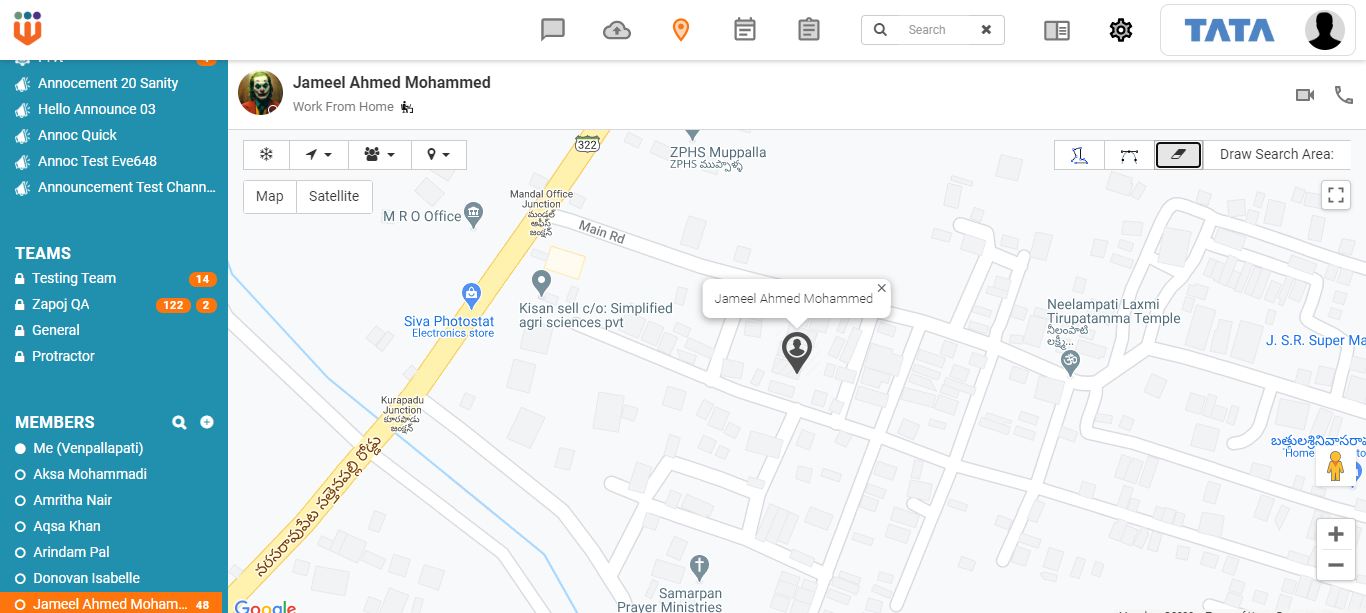 Search
TATA
Annocement 20 Sanity
Hello Announce 03
Annoc Quick
Annoc Test Eve648
Announcement Test Chann...
TEAMS
Testing Team 14
Zapoj QA 122 2
General
Protractor
MEMBERS
Me (Venpallapati)
Aksa Mohammadi
Amritha Nair
Aqsa Khan
Arindam Pal
Donovan Isabelle
Jameel Ahmed Moham... 48
Jameel Ahmed Mohammed
Work From Home
Draw Search Area:
Map Satellite
322
ZPHS Muppalla
ZPHS ముప్పాళ్ళ
Mandal Office
Junction
మండల్
ఆఫీస్
జంక్షన్
M R O Office
Main Rd
Kisan sell c/o: Simplified
agri sciences pvt
Siva Photostat
Electronics store
Jameel Ahmed Mohammed
Neelampati Laxmi
Tirupatamma Temple
నీలంపాటి
లక్ష్మీ...
J. S.R. Super Ma
Kurapadu
Junction
కూరపాడు
జంక్షన్
నరసరావుపేట సత్తెనపల్లి రోడ్డు
బత్తులశ్రీనివాసరా
Home
Samarpan
Prayer Ministries
Google